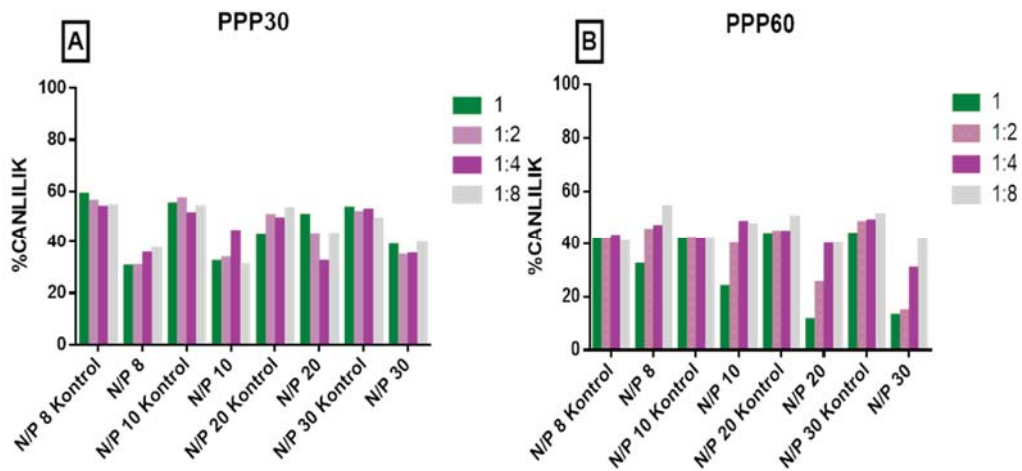 PPP30
A
%CANLILIK
100
80
60
40
20
0
N/P 8 Kontrol
N/P 8
N/P 10 Kontrol
N/P 10
N/P 20 Kontrol
N/P 20
N/P 30 Kontrol
N/P 30
1
1:2
1:4
1:8
PPP60
B
%CANLILIK
100
80
60
40
20
0
N/P 8 Kontrol
N/P 8
N/P 10 Kontrol
N/P 10
N/P 20 Kontrol
N/P 20
N/P 30 Kontrol
N/P 30
1
1:2
1:4
1:8